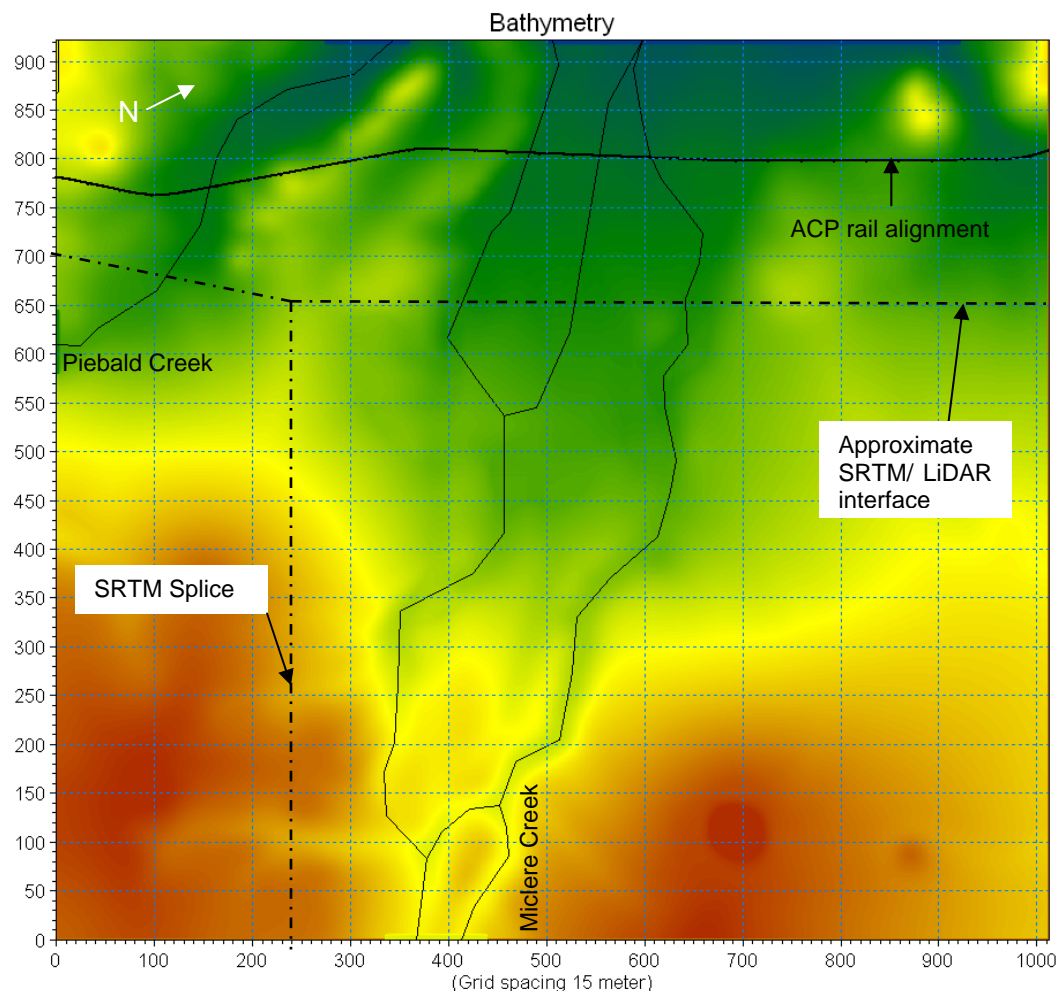 Bathymetry
900
850
800
750
700
650
600
550
500
450
400
350
300
250
200
150
100
50
0
N
ACP rail alignment
Piebald Creek
Approximate
SRTM/ LiDAR
interface
SRTM Splice
Miclere Creek
0 100 200 300 400 500 600 700 800 900 1000
(Grid spacing 15 meter)